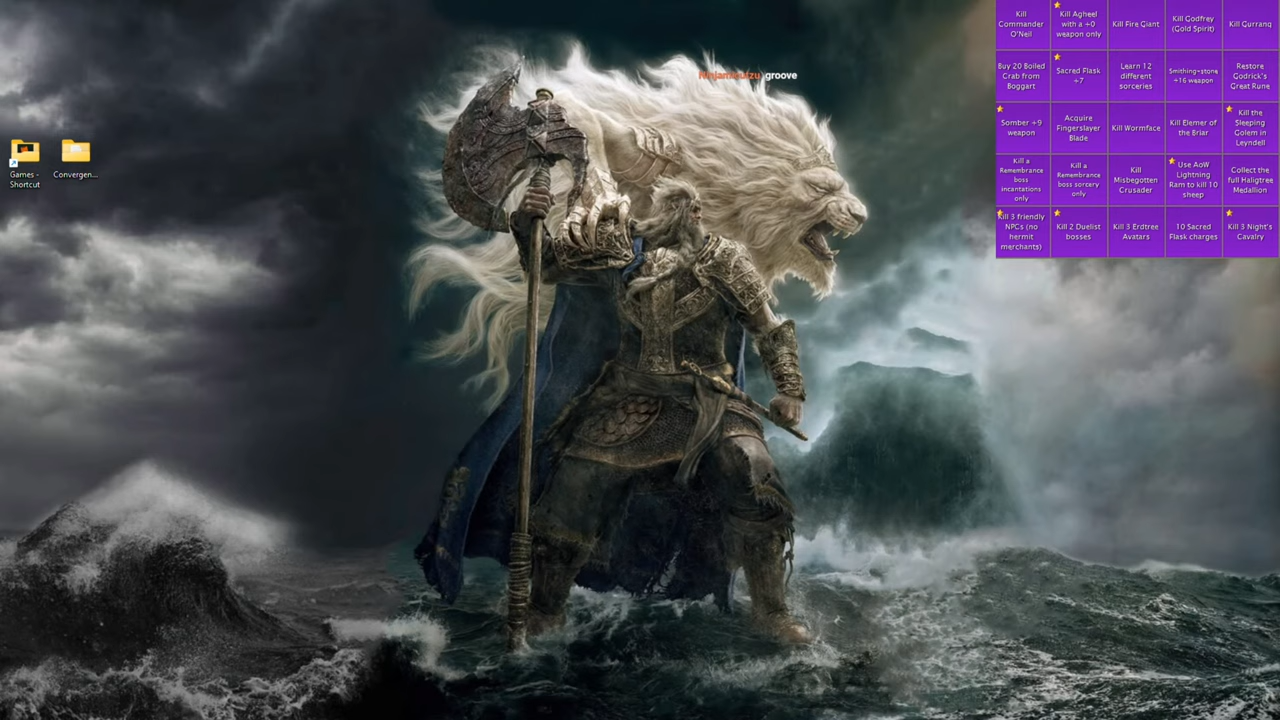 Games -
Shortcut
Convergen...
groove
Kill
Commander
O'Neil
Kill Agheel
with a +0
weapon only
Kill Fire Giant
Kill Godfrey
(Gold Spirit)
Kill Gurranq
Buy 20 Boiled
Crab from
Boggart
Sacred Flask
+7
Learn 12
different
sorceries
Smithing-stone
+16 weapon
Restore
Godrick's
Great Rune
Somber +9
weapon
Acquire
Fingerslayer
Blade
Kill Wormface
Kill Elemer of
the Briar
Kill the
Sleeping
Golem in
Leyndell
Kill a
Remembrance
boss
incantations
only
Kill a
Remembrance
boss sorcery
only
Kill
Misbegotten
Crusader
Use AoW
Lightning
Ram to kill 10
sheep
Collect the
full Haligtree
Medallion
Kill 3 friendly
NPCs (no
hermit
merchants)
Kill 2 Duelist
bosses
Kill 3 Erdtree
Avatars
10 Sacred
Flask charges
Kill 3 Night's
Cavalry